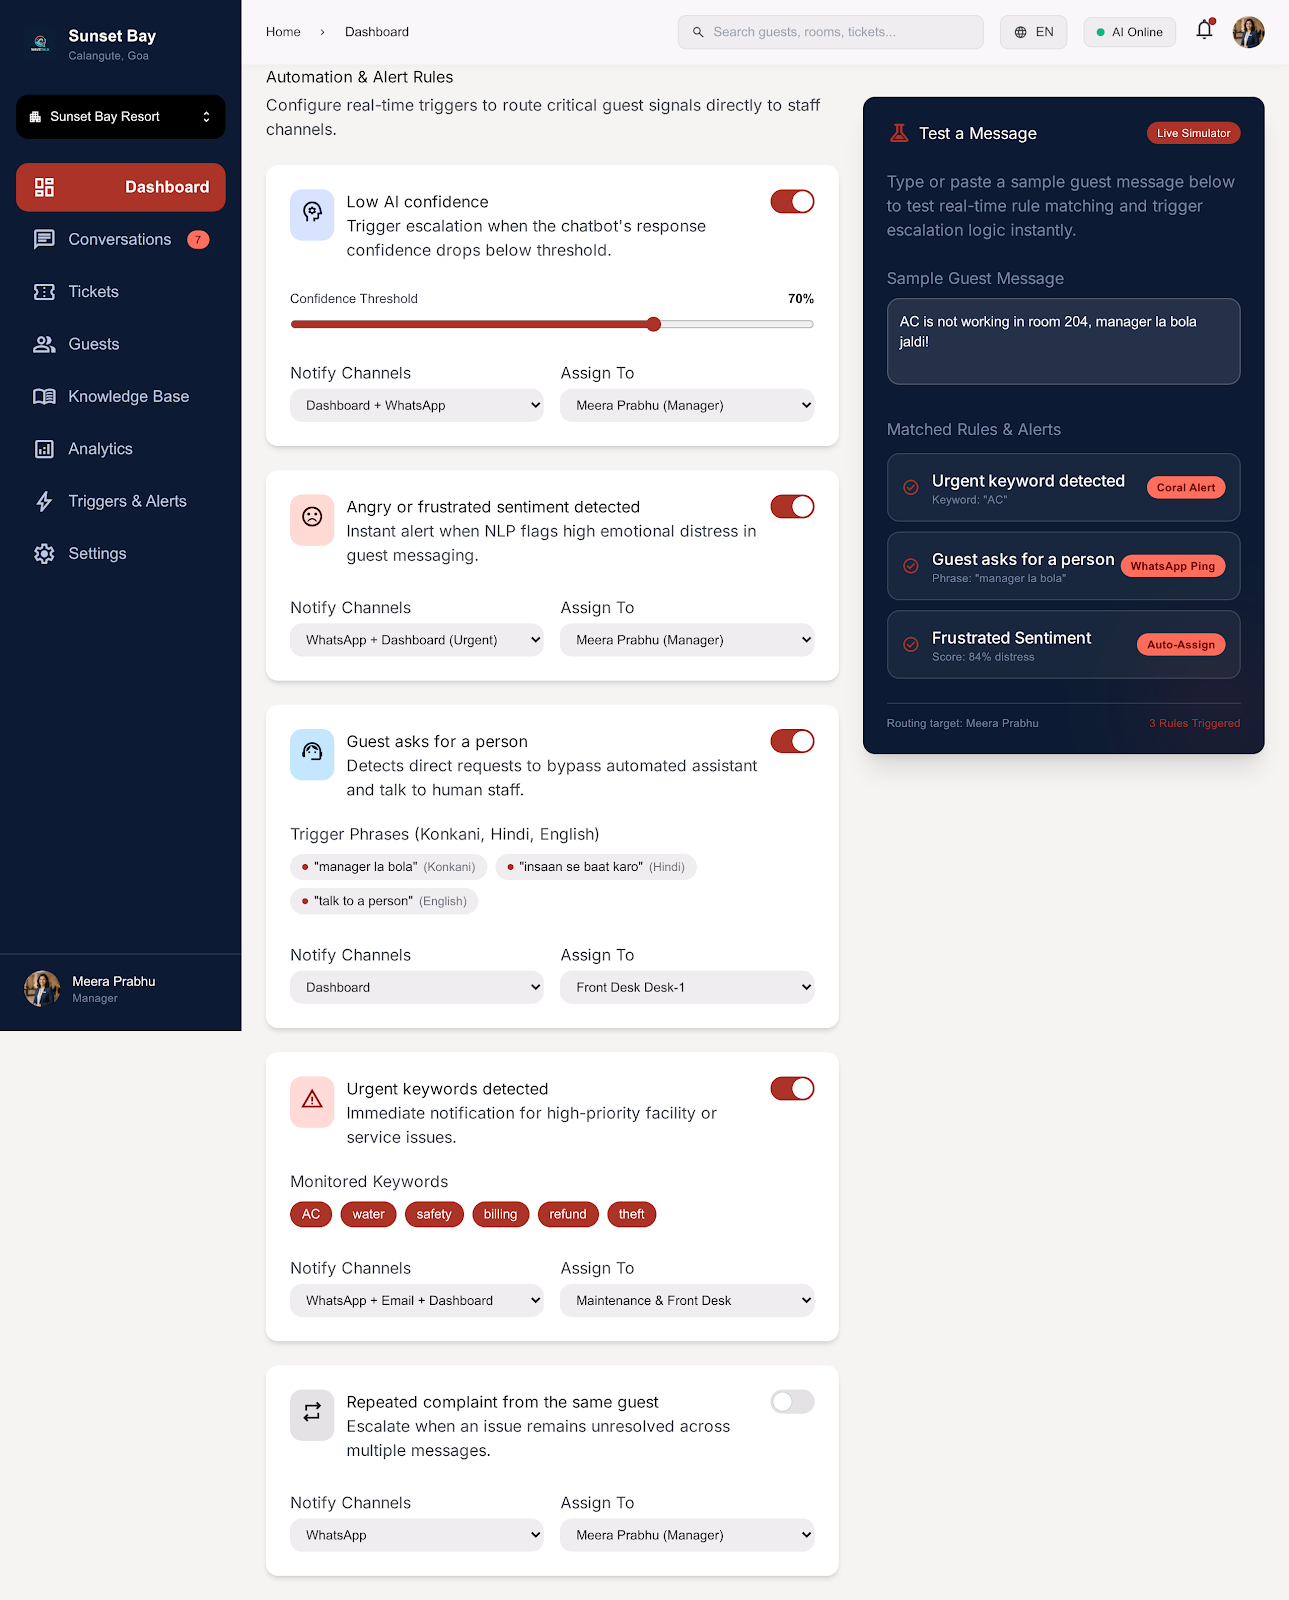 Sunset Bay
Calangute, Goa
Sunset Bay Resort
Dashboard
Conversations 7
Tickets
Guests
Knowledge Base
Analytics
Triggers & Alerts
Settings
Meera Prabhu
Manager
Home › Dashboard
Search guests, rooms, tickets...
EN
AI Online
Automation & Alert Rules
Configure real-time triggers to route critical guest signals directly to staff
channels.
Low AI confidence
Trigger escalation when the chatbot's response
confidence drops below threshold.
Confidence Threshold 70%
Notify Channels Assign To
Dashboard + WhatsApp Meera Prabhu (Manager)
Angry or frustrated sentiment detected
Instant alert when NLP flags high emotional distress in
guest messaging.
Notify Channels Assign To
WhatsApp + Dashboard (Urgent) Meera Prabhu (Manager)
Guest asks for a person
Detects direct requests to bypass automated assistant
and talk to human staff.
Trigger Phrases (Konkani, Hindi, English)
"manager la bola" (Konkani) "insaan se baat karo" (Hindi)
"talk to a person" (English)
Notify Channels Assign To
Dashboard Front Desk Desk-1
Urgent keywords detected
Immediate notification for high-priority facility or
service issues.
Monitored Keywords
AC water safety billing refund theft
Notify Channels Assign To
WhatsApp + Email + Dashboard Maintenance & Front Desk
Repeated complaint from the same guest
Escalate when an issue remains unresolved across
multiple messages.
Notify Channels Assign To
WhatsApp Meera Prabhu (Manager)
Test a Message Live Simulator
Type or paste a sample guest message below
to test real-time rule matching and trigger
escalation logic instantly.
Sample Guest Message
AC is not working in room 204, manager la bola
jaldi!
Matched Rules & Alerts
Urgent keyword detected Coral Alert
Keyword: "AC"
Guest asks for a person WhatsApp Ping
Phrase: "manager la bola"
Frustrated Sentiment Auto-Assign
Score: 84% distress
Routing target: Meera Prabhu 3 Rules Triggered